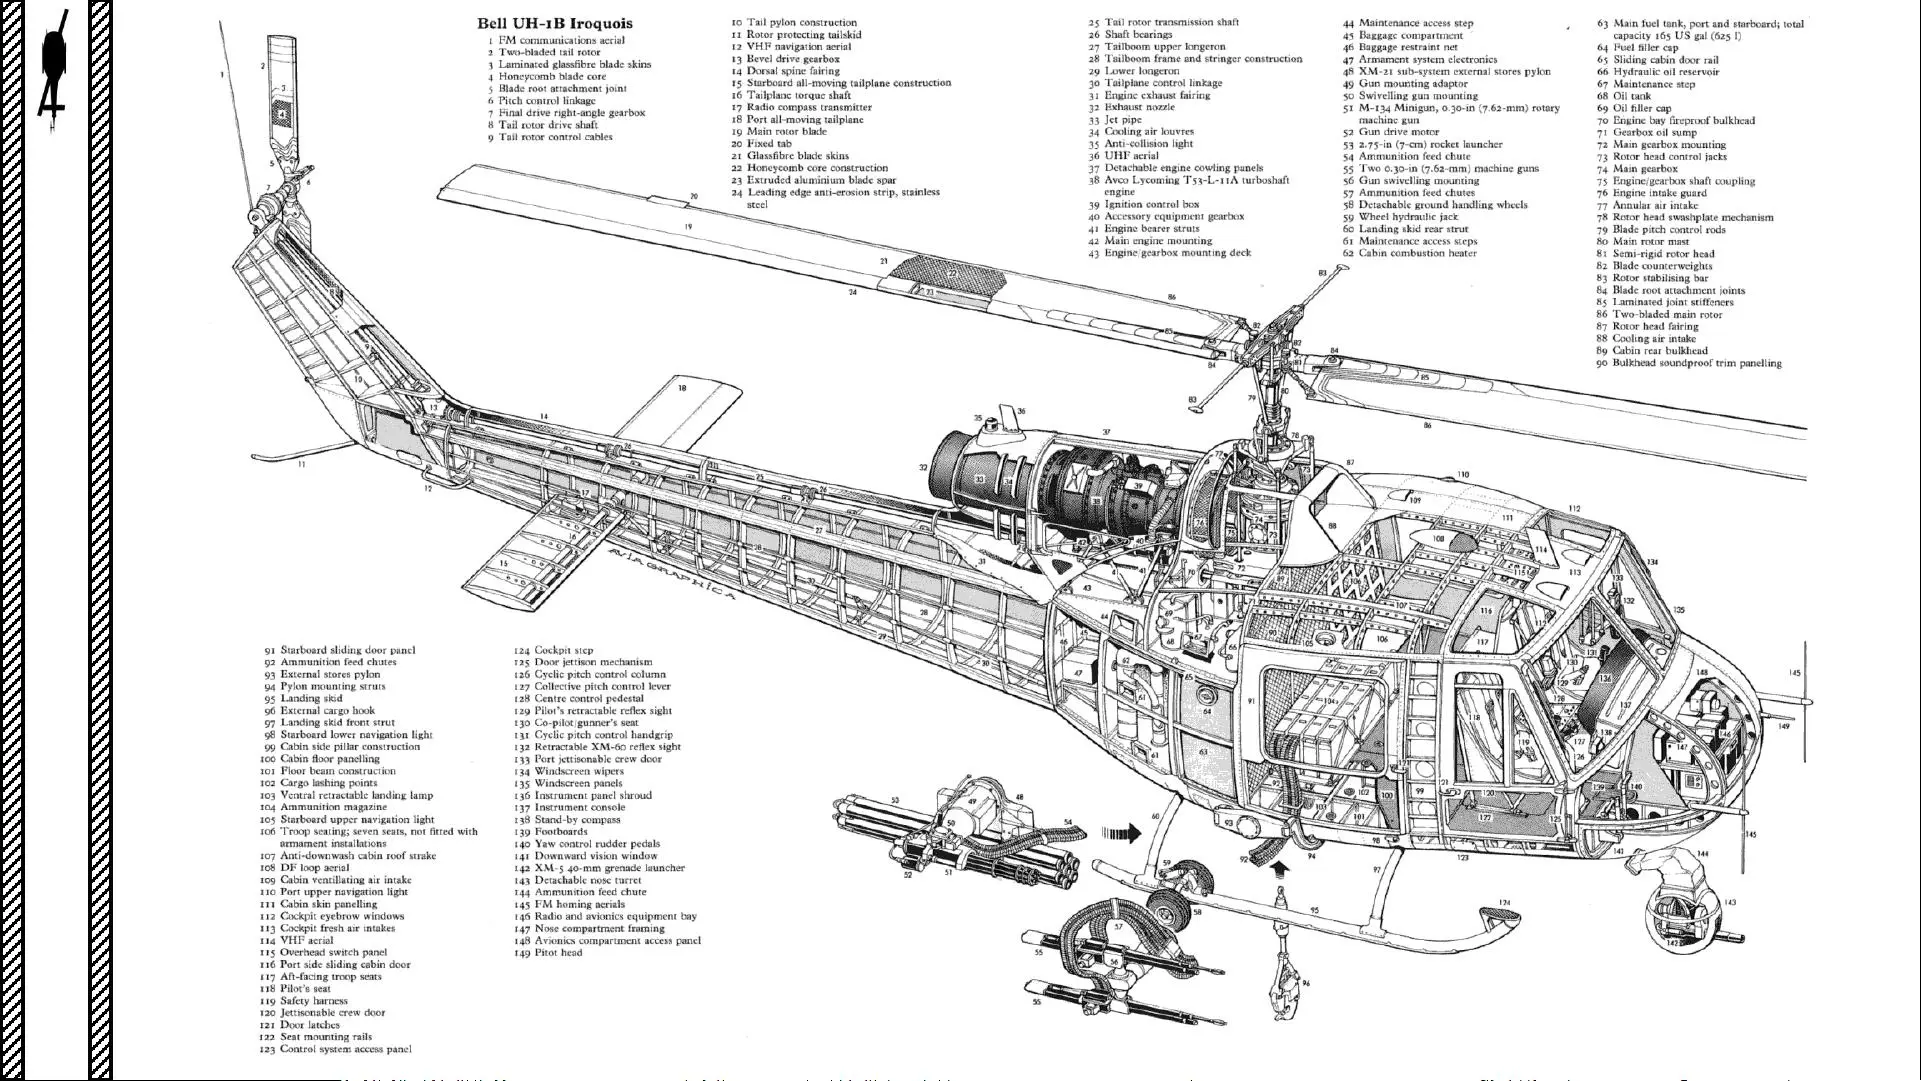 Bell UH-1B Iroquois
1 FM communications aerial
2 Two-bladed tail rotor
3 Laminated glassfibre blade skins
4 Honeycomb blade core
5 Blade root attachment joint
6 Pitch control linkage
7 Final drive right-angle gearbox
8 Tail rotor drive shaft
9 Tail rotor control cables
10 Tail pylon construction
11 Rotor protecting tailskid
12 VHF navigation aerial
13 Bevel drive gearbox
14 Dorsal spine fairing
15 Starboard all-moving tailplane construction
16 Tailplane torque shaft
17 Radio compass transmitter
18 Port all-moving tailplane
19 Main rotor blade
20 Fixed tab
21 Glassfibre blade skins
22 Honeycomb core construction
23 Extruded aluminium blade spar
24 Leading edge anti-erosion strip, stainless
steel
25 Tail rotor transmission shaft
26 Shaft bearings
27 Tailboom upper longeron
28 Tailboom frame and stringer construction
29 Lower longeron
30 Tailplane control linkage
31 Engine exhaust fairing
32 Exhaust nozzle
33 Jet pipe
34 Cooling air louvres
35 Anti-collision light
36 UHF aerial
37 Detachable engine cowling panels
38 Avco Lycoming T53-L-11A turboshaft
engine
39 Ignition control box
40 Accessory equipment gearbox
41 Engine bearer struts
42 Main engine mounting
43 Engine/gearbox mounting deck
44 Maintenance access step
45 Baggage compartment
46 Baggage restraint net
47 Armament system electronics
48 XM-21 sub-system external stores pylon
49 Gun mounting adaptor
50 Swivelling gun mounting
51 M-134 Minigun, 0.30-in (7.62-mm) rotary
machine gun
52 Gun drive motor
53 2.75-in (7-cm) rocket launcher
54 Ammunition feed chute
55 Two 0.30-in (7.62-mm) machine guns
56 Gun swivelling mounting
57 Ammunition feed chutes
58 Detachable ground handling wheels
59 Wheel hydraulic jack
60 Landing skid rear strut
61 Maintenance access steps
62 Cabin combustion heater
63 Main fuel tank, port and starboard; total
capacity 165 US gal (625 l)
64 Fuel filler cap
65 Sliding cabin door rail
66 Hydraulic oil reservoir
67 Maintenance step
68 Oil tank
69 Oil filler cap
70 Engine bay fireproof bulkhead
71 Gearbox oil sump
72 Main gearbox mounting
73 Rotor head control jacks
74 Main gearbox
75 Engine/gearbox shaft coupling
76 Engine intake guard
77 Annular air intake
78 Rotor head swashplate mechanism
79 Blade pitch control rods
80 Main rotor mast
81 Semi-rigid rotor head
82 Blade counterweights
83 Rotor stabilising bar
84 Blade root attachment joints
85 Laminated joint stiffeners
86 Two-bladed main rotor
87 Rotor head fairing
88 Cooling air intake
89 Cabin rear bulkhead
90 Bulkhead soundproof trim panelling
AVIAGRAPHICA
91 Starboard sliding door panel
92 Ammunition feed chutes
93 External stores pylon
94 Pylon mounting struts
95 Landing skid
96 External cargo hook
97 Landing skid front strut
98 Starboard lower navigation light
99 Cabin side pillar construction
100 Cabin floor panelling
101 Floor beam construction
102 Cargo lashing points
103 Ventral retractable landing lamp
104 Ammunition magazine
105 Starboard upper navigation light
106 Troop seating; seven seats, not fitted with
armament installations
107 Anti-downwash cabin roof strake
108 DF loop aerial
109 Cabin ventillating air intake
110 Port upper navigation light
111 Cabin skin panelling
112 Cockpit eyebrow windows
113 Cockpit fresh air intakes
114 VHF aerial
115 Overhead switch panel
116 Port side sliding cabin door
117 Aft-facing troop seats
118 Pilot's seat
119 Safety harness
120 Jettisonable crew door
121 Door latches
122 Seat mounting rails
123 Control system access panel
124 Cockpit step
125 Door jettison mechanism
126 Cyclic pitch control column
127 Collective pitch control lever
128 Centre control pedestal
129 Pilot's retractable reflex sight
130 Co-pilot/gunner's seat
131 Cyclic pitch control handgrip
132 Retractable XM-60 reflex sight
133 Port jettisonable crew door
134 Windscreen wipers
135 Windscreen panels
136 Instrument panel shroud
137 Instrument console
138 Stand-by compass
139 Footboards
140 Yaw control rudder pedals
141 Downward vision window
142 XM-5 40-mm grenade launcher
143 Detachable nose turret
144 Ammunition feed chute
145 FM homing aerials
146 Radio and avionics equipment bay
147 Nose compartment framing
148 Avionics compartment access panel
149 Pitot head